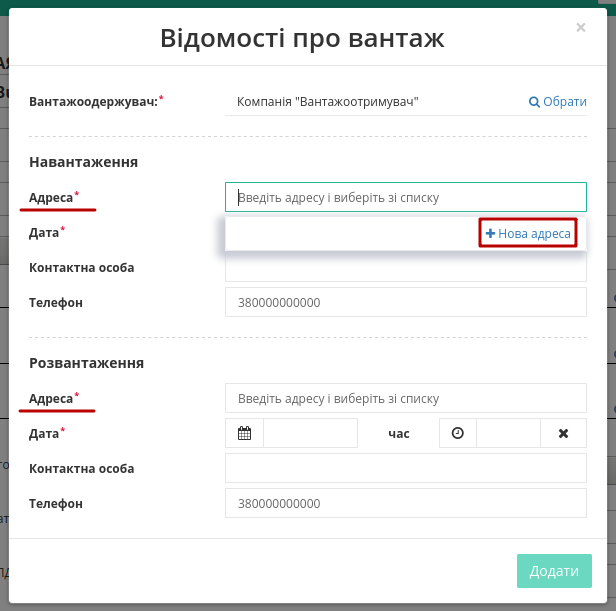 Відомості про вантаж
×
Вантажоодержувач:* Компанія "Вантажоотримувач" Обрати
Навантаження
Адреса* Введіть адресу і виберіть зі списку
Дата* + Нова адреса
Контактна особа
Телефон 380000000000
Розвантаження
Адреса* Введіть адресу і виберіть зі списку
Дата* час
Контактна особа
Телефон 380000000000
Додати